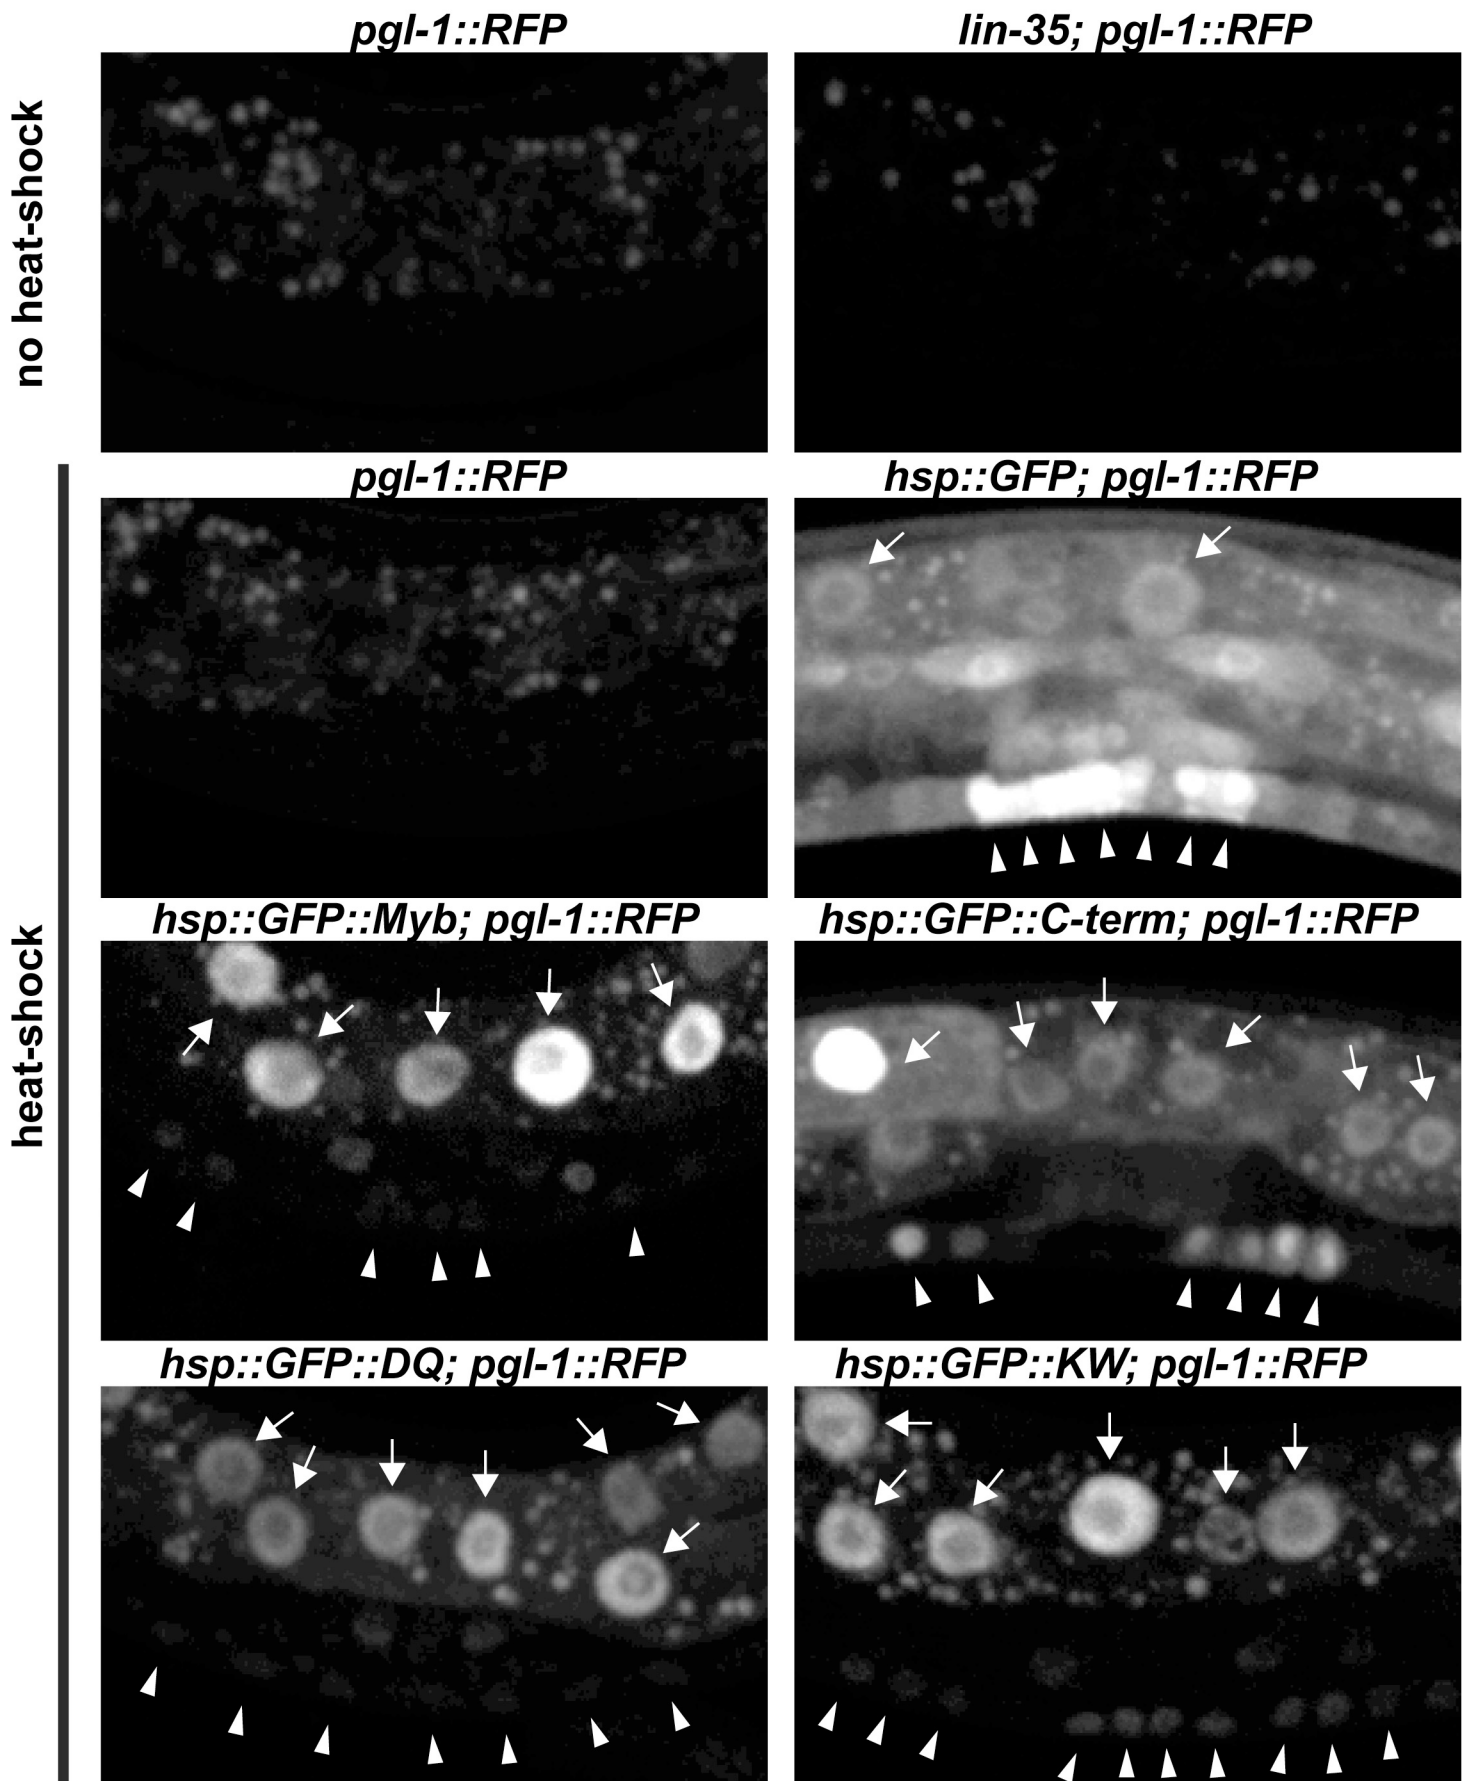 pgl-1::RFP
lin-35; pgl-1::RFP
no heat-shock
pgl-1::RFP
hsp::GFP; pgl-1::RFP
heat-shock
hsp::GFP::Myb; pgl-1::RFP
hsp::GFP::C-term; pgl-1::RFP
hsp::GFP::DQ; pgl-1::RFP
hsp::GFP::KW; pgl-1::RFP